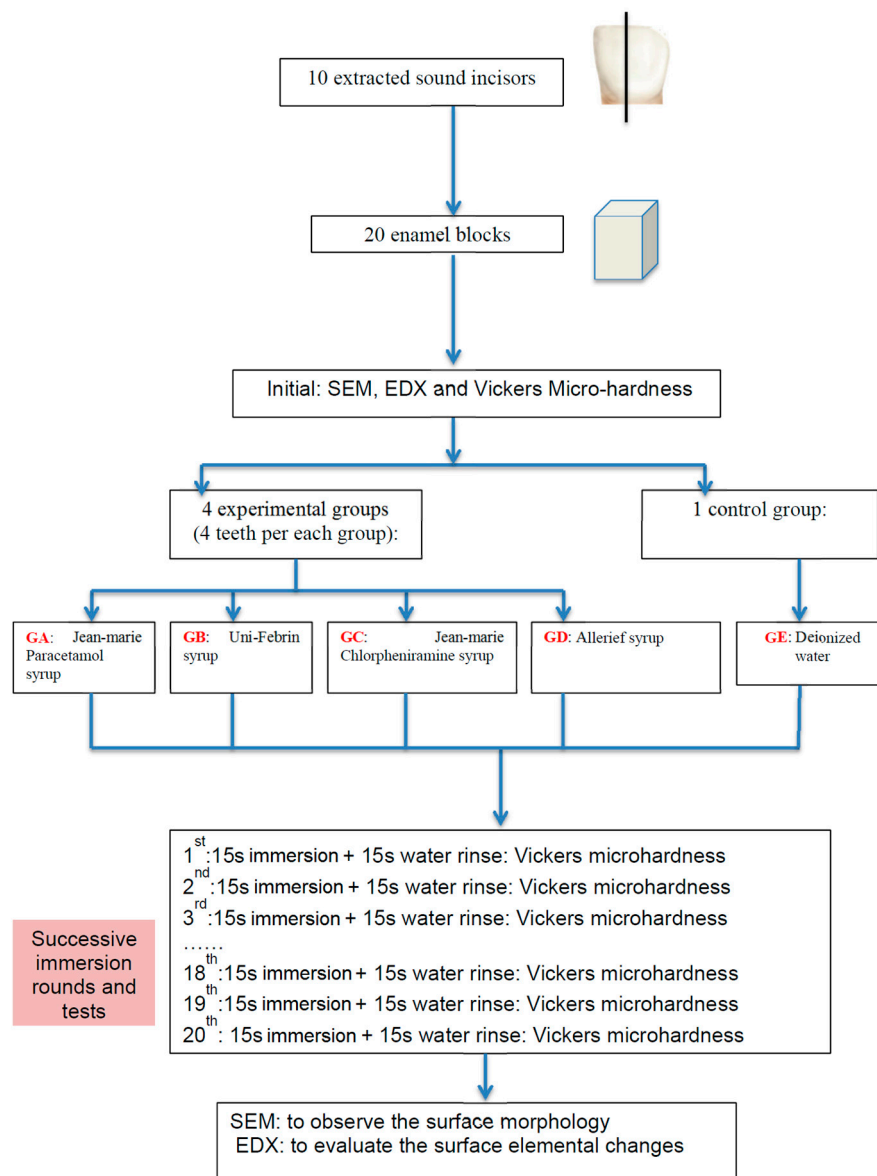 10 extracted sound incisors
20 enamel blocks
Initial: SEM, EDX and Vickers Micro-hardness
4 experimental groups
(4 teeth per each group):
1 control group:
GA: Jean-marie
Paracetamol
syrup
GB: Uni-Febrin
syrup
GC: Jean-marie
Chlorpheniramine syrup
GD: Allerief syrup
GE: Deionized
water
Successive
immersion
rounds and
tests
1st:15s immersion + 15s water rinse: Vickers microhardness
2nd:15s immersion + 15s water rinse: Vickers microhardness
3rd:15s immersion + 15s water rinse: Vickers microhardness
......
18th:15s immersion + 15s water rinse: Vickers microhardness
19th:15s immersion + 15s water rinse: Vickers microhardness
20th: 15s immersion + 15s water rinse: Vickers microhardness
SEM: to observe the surface morphology
EDX: to evaluate the surface elemental changes